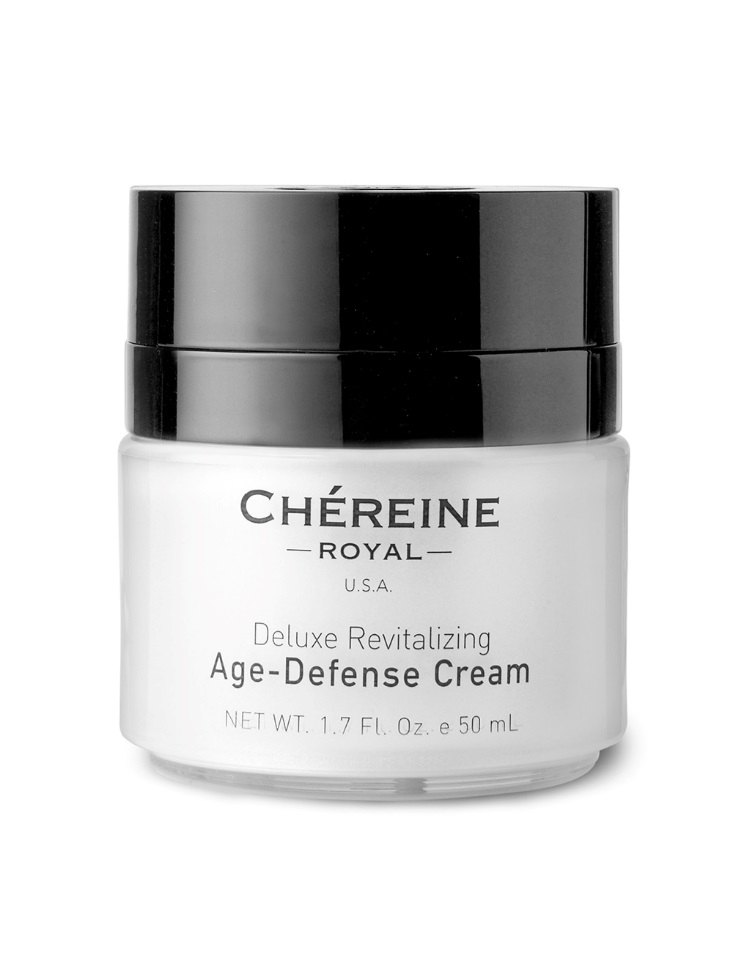 CHÉREINE
—ROYAL—
U.S.A.
Deluxe Revitalizing
Age-Defense Cream
NET WT. 1.7 Fl. Oz. e 50 mL